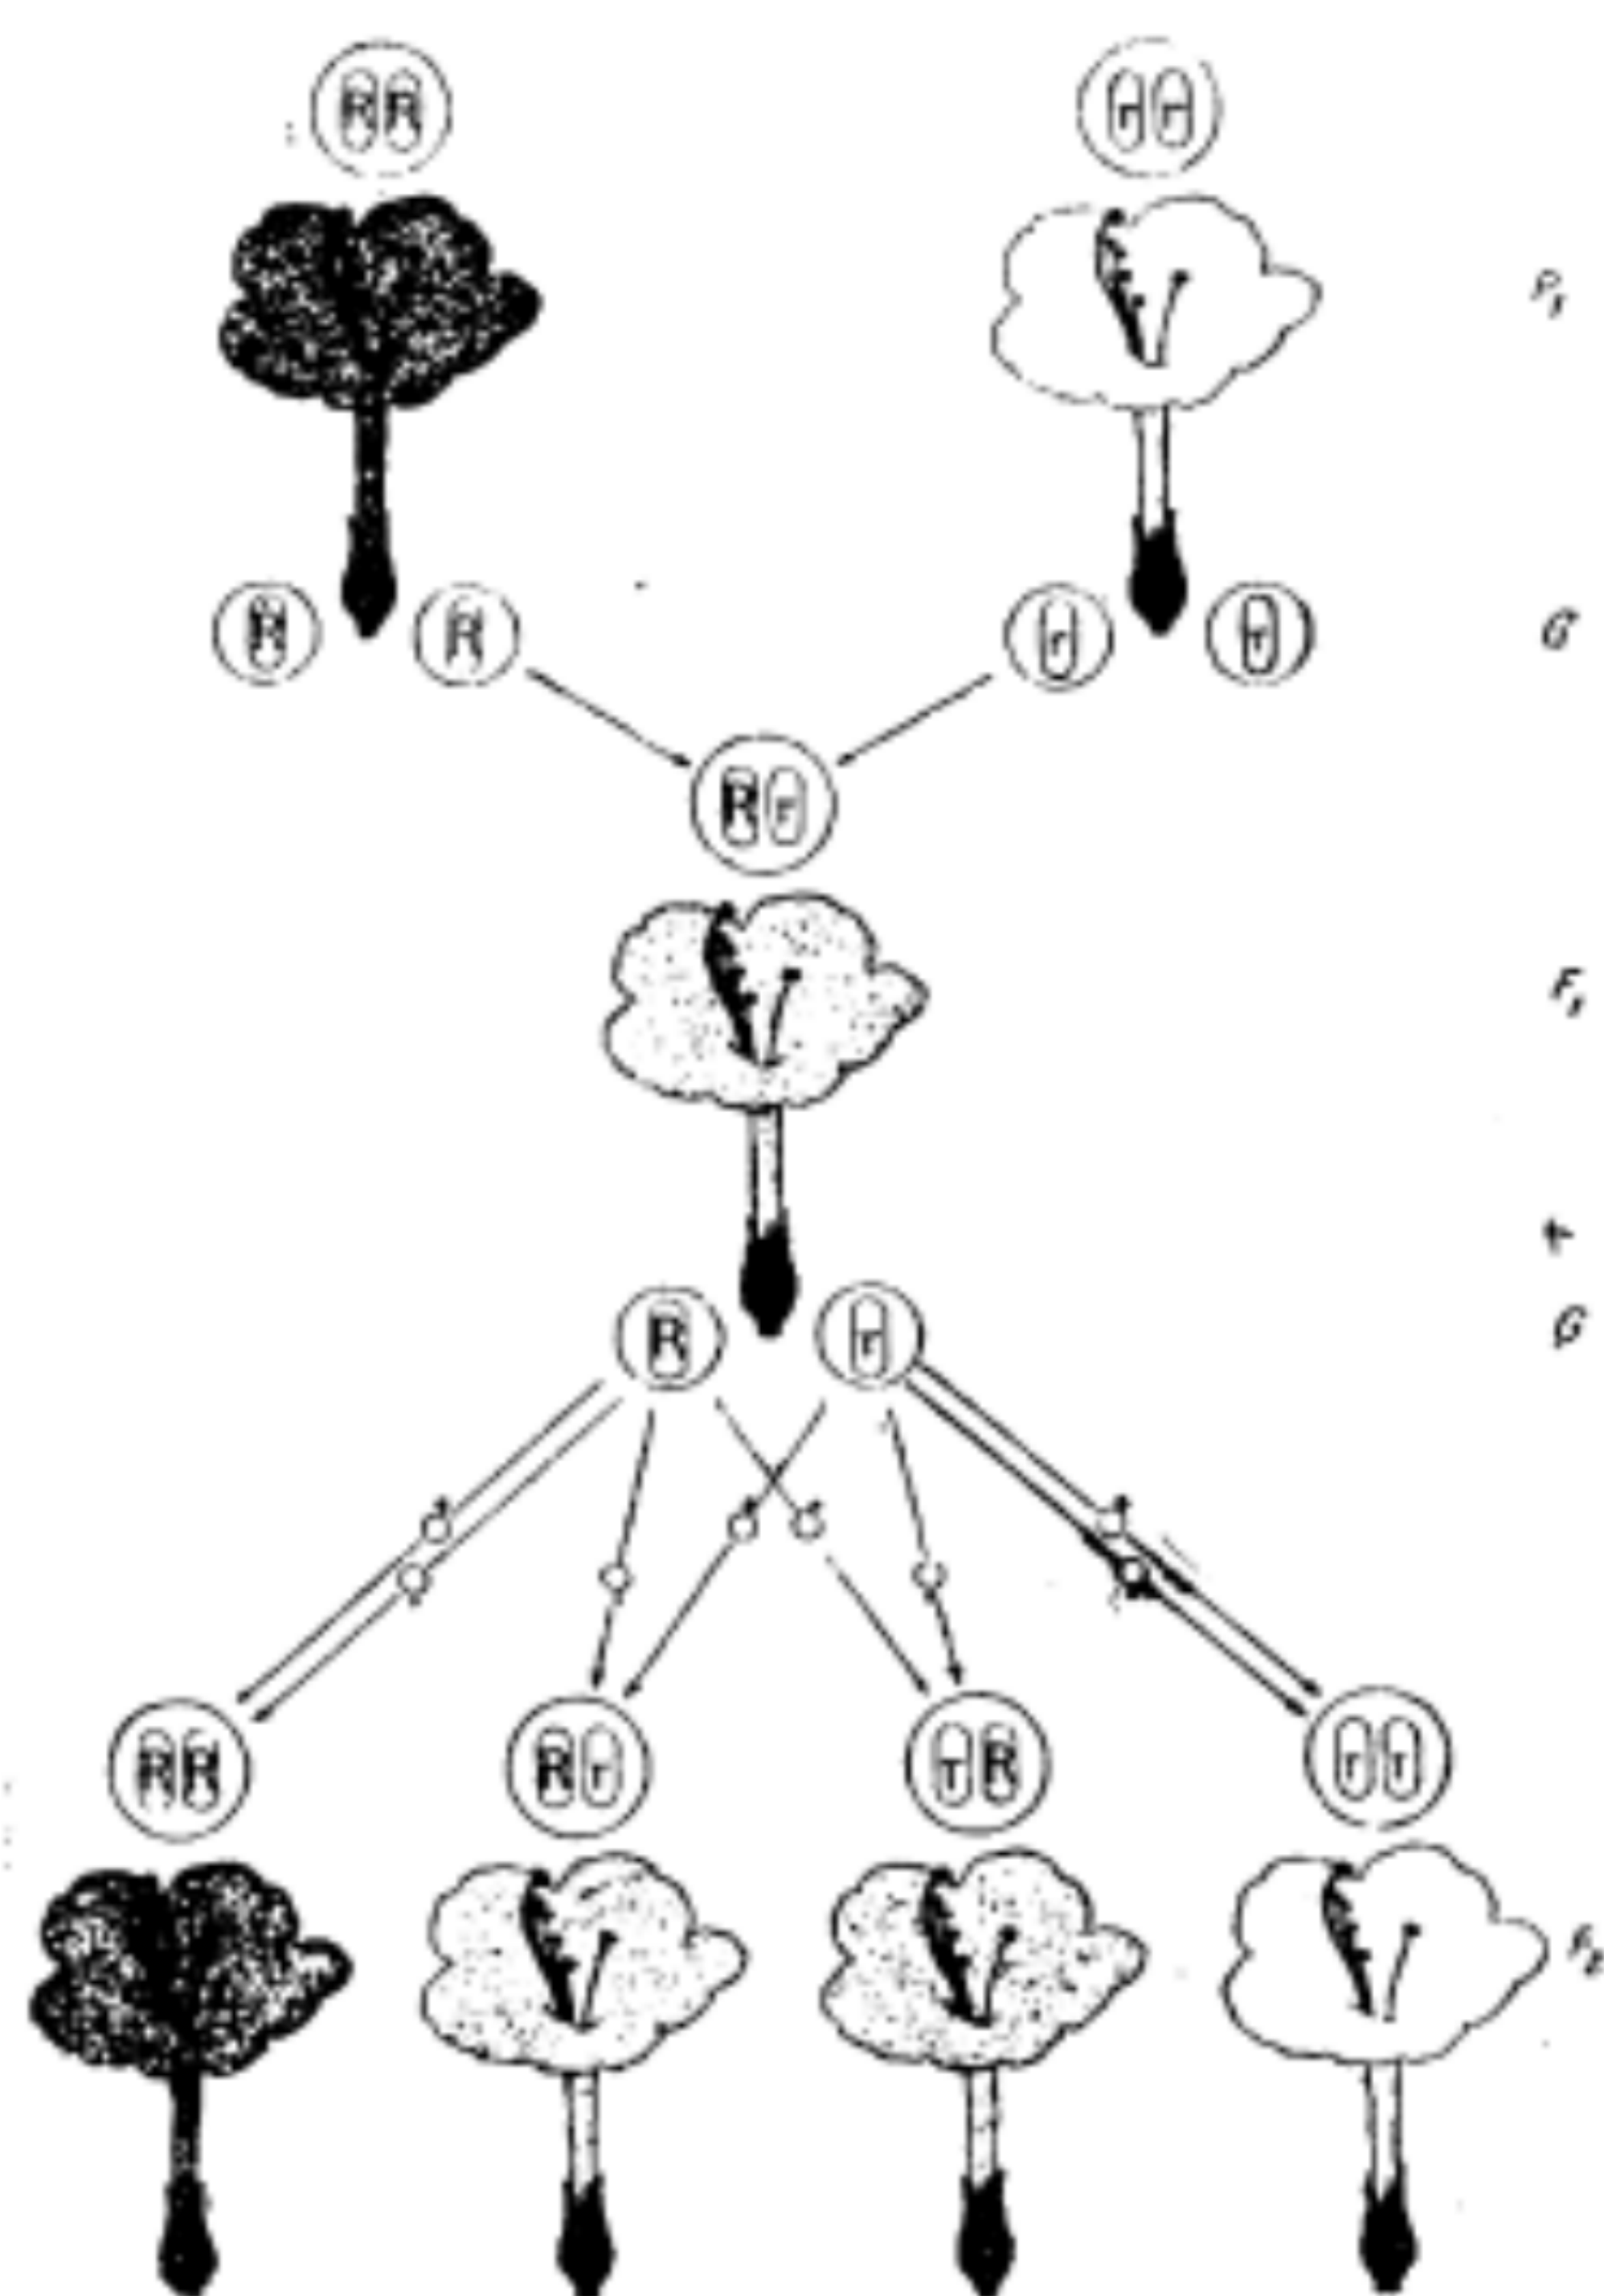 RR rr
P₁
R R r r G
Rr
F₁
+
R r G
♂ ♂ ♂ ♂
♀ ♀ ♀ ♀
RR Rr rR rr
F₂